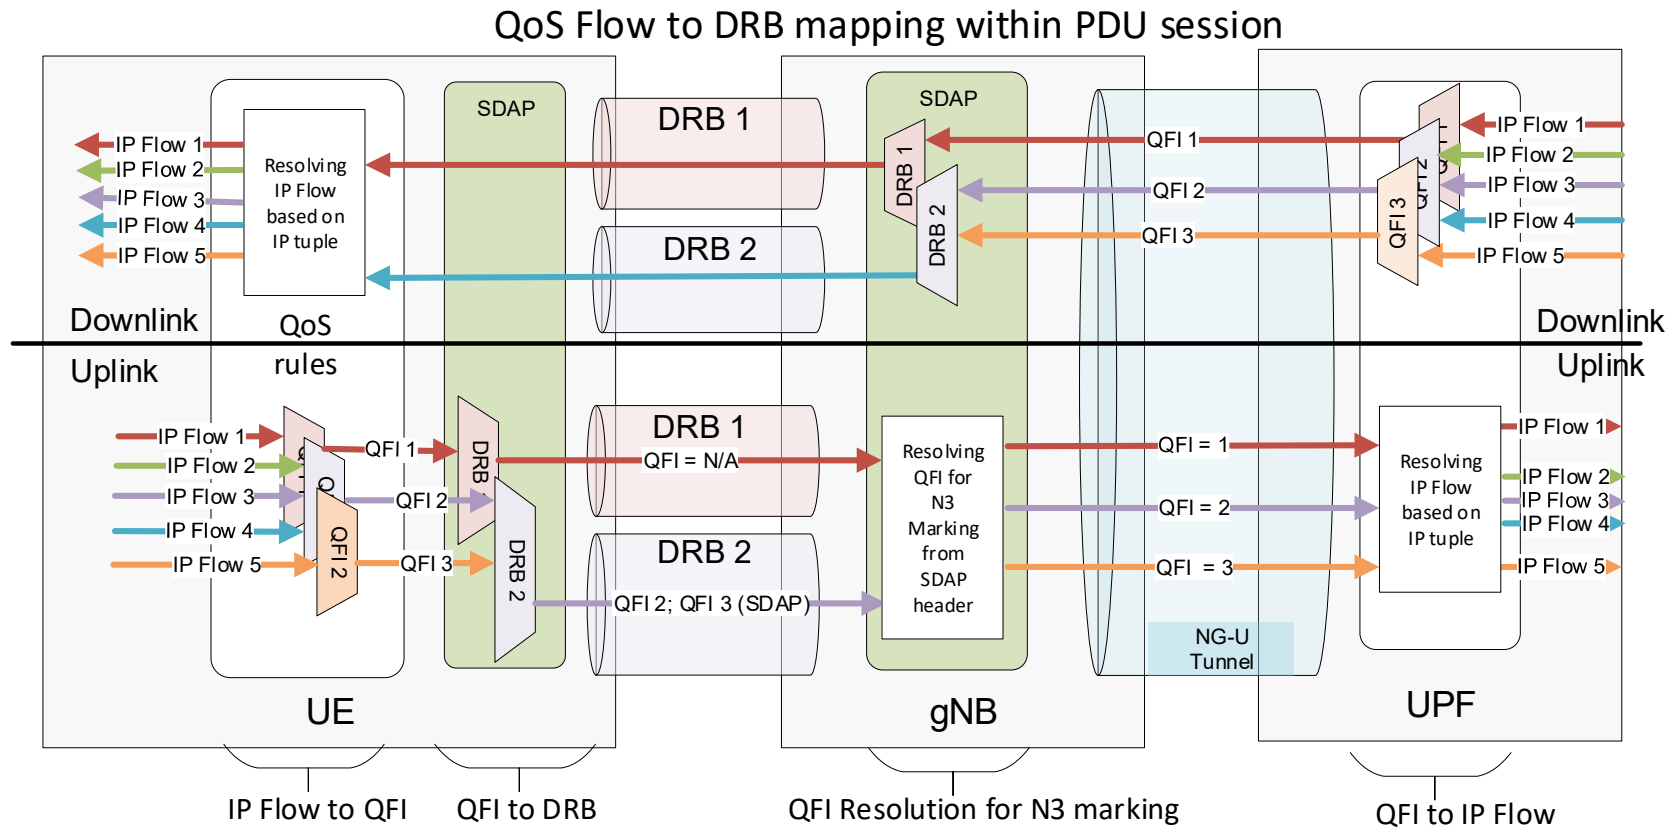 QoS Flow to DRB mapping within PDU session
SDAP
DRB 1
SDAP
IP Flow 1
IP Flow 2
IP Flow 3
IP Flow 4
IP Flow 5
Resolving
IP Flow
based on
IP tuple
DRB 1
DRB 2
DRB 2
QFI 1
QFI 2
QFI 3
QFI 2
QFI 3
IP Flow 1
IP Flow 2
IP Flow 3
IP Flow 4
IP Flow 5
Downlink
QoS
rules
Downlink
Uplink
Uplink
IP Flow 1
IP Flow 2
IP Flow 3
IP Flow 4
IP Flow 5
QFI 2
QFI 1
QFI 2
QFI 3
DRB
DRB 2
DRB 1
QFI = N/A
DRB 2
QFI 2; QFI 3 (SDAP)
Resolving
QFI for
N3
Marking
from
SDAP
header
QFI = 1
QFI = 2
QFI = 3
NG-U
Tunnel
Resolving
IP Flow
based on
IP tuple
IP Flow 1
IP Flow 2
IP Flow 3
IP Flow 4
IP Flow 5
UE
gNB
UPF
IP Flow to QFI
QFI to DRB
QFI Resolution for N3 marking
QFI to IP Flow